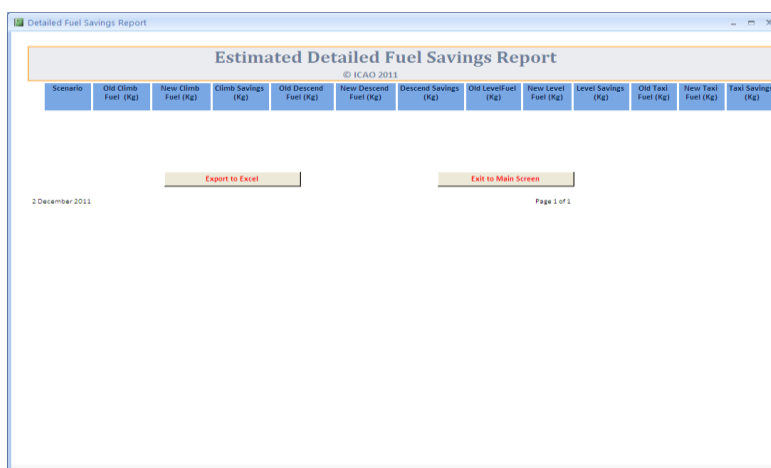 Detailed Fuel Savings Report
Estimated Detailed Fuel Savings Report
© ICAO 2011
Scenario Old Climb New Climb Climb Savings Old Descend New Descend Descend Savings Old LevelFuel New Level Level Savings Old Taxi New Taxi Taxi Savings
Fuel (Kg) Fuel (Kg) (Kg) Fuel (Kg) Fuel (Kg) (Kg) (Kg) Fuel (Kg) (Kg) Fuel (Kg) Fuel (Kg) (Kg)
Export to Excel Exit to Main Screen
2 December 2011 Page 1 of 1